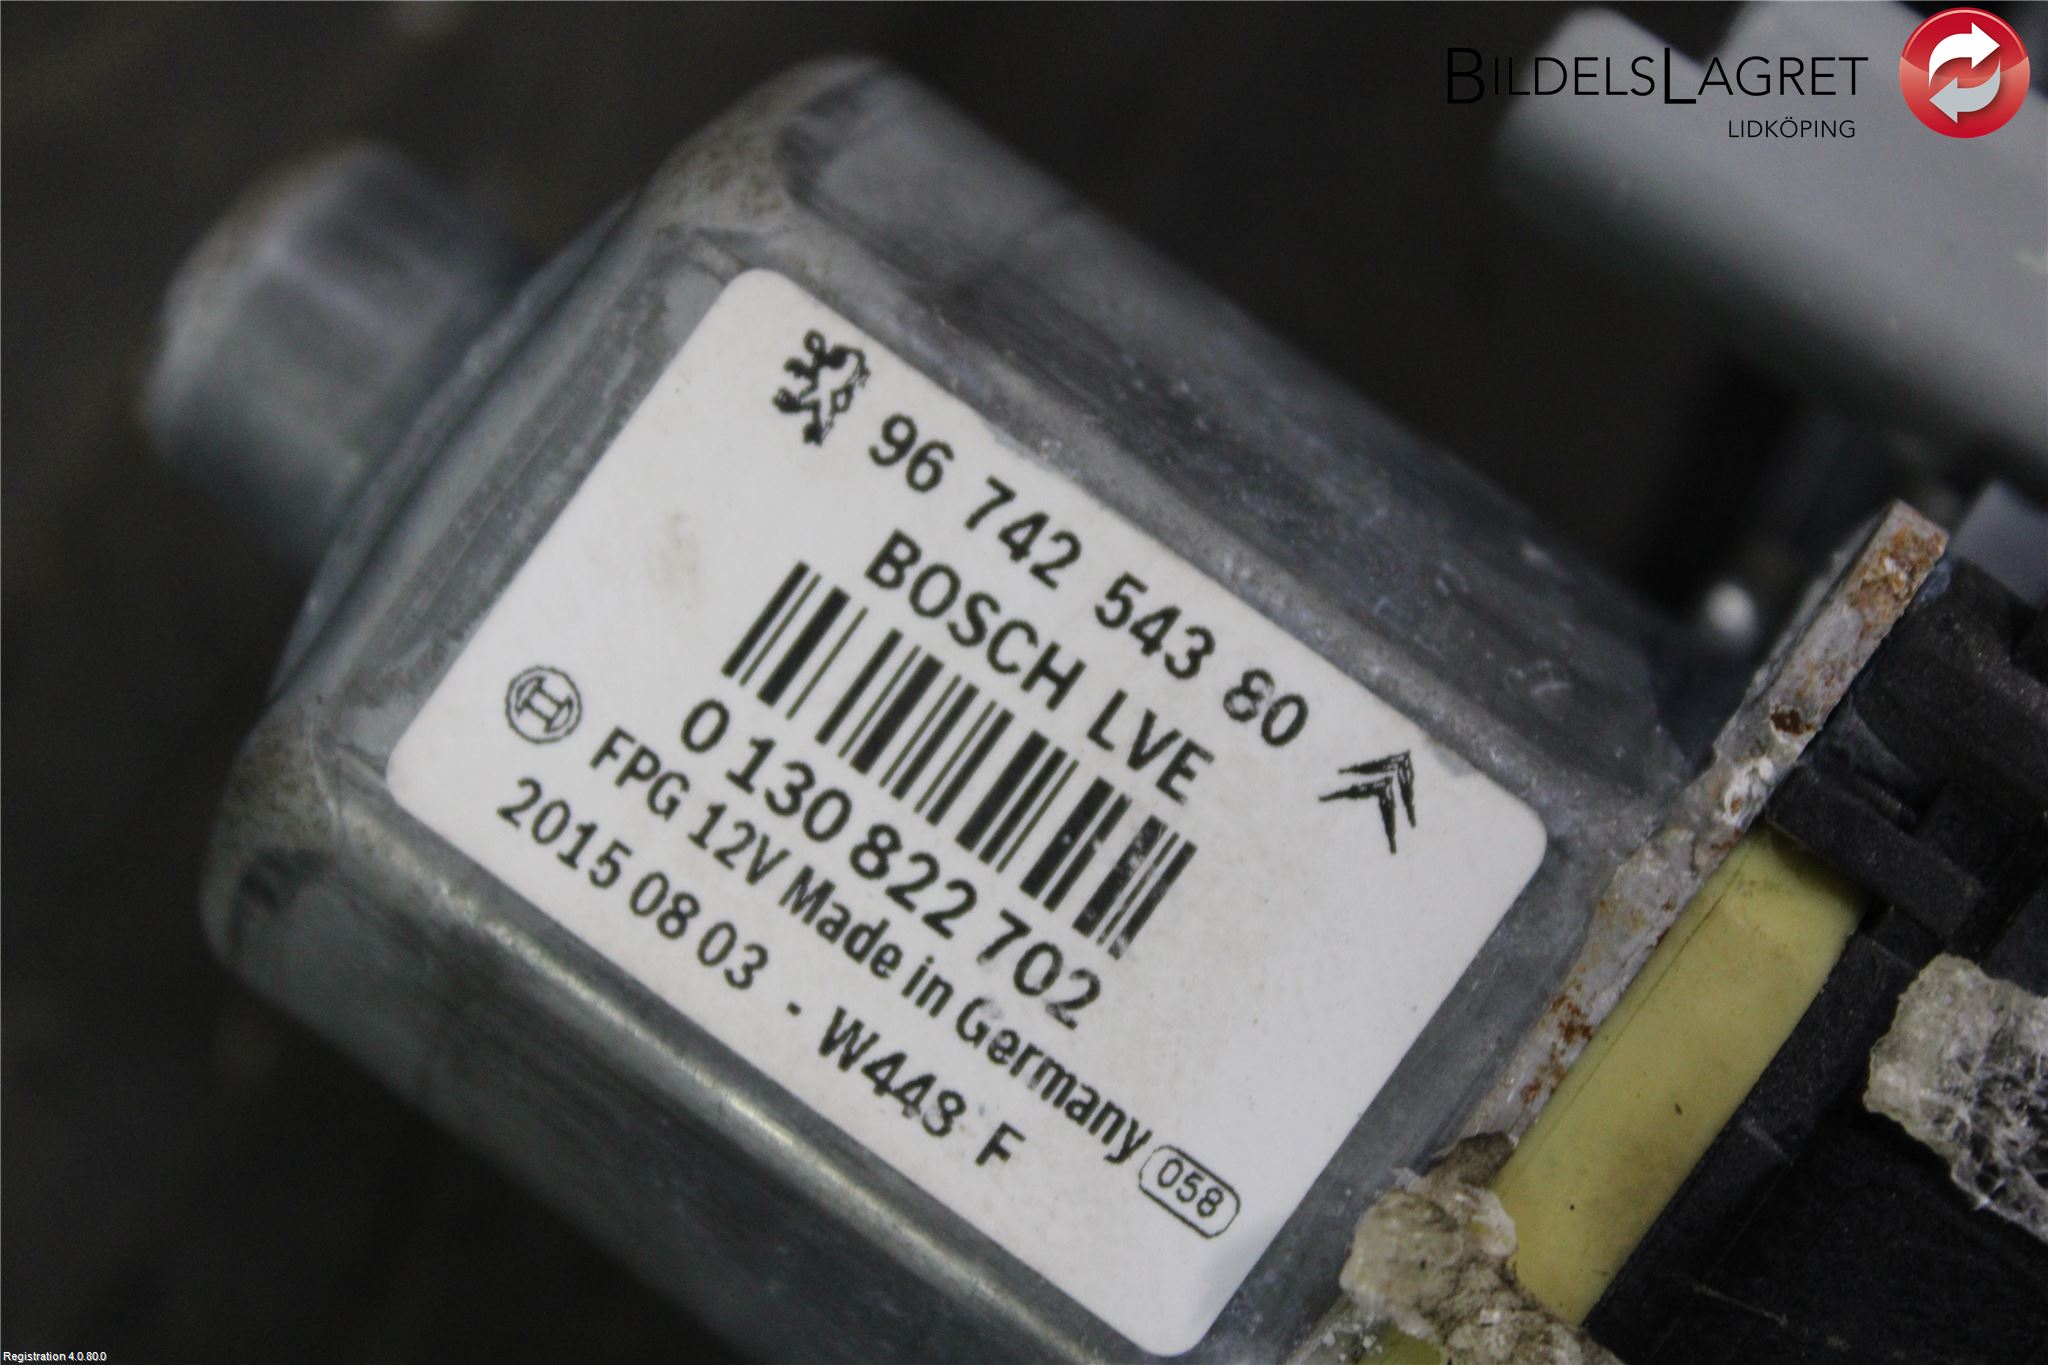 BILDELSLAGRET
LIDKÖPING
96 742 543 80
BOSCH LVE
0 130 822 702
FPG 12V Made in Germany 058
2015 08 03 - W448 F
Registration 4.0.80.0